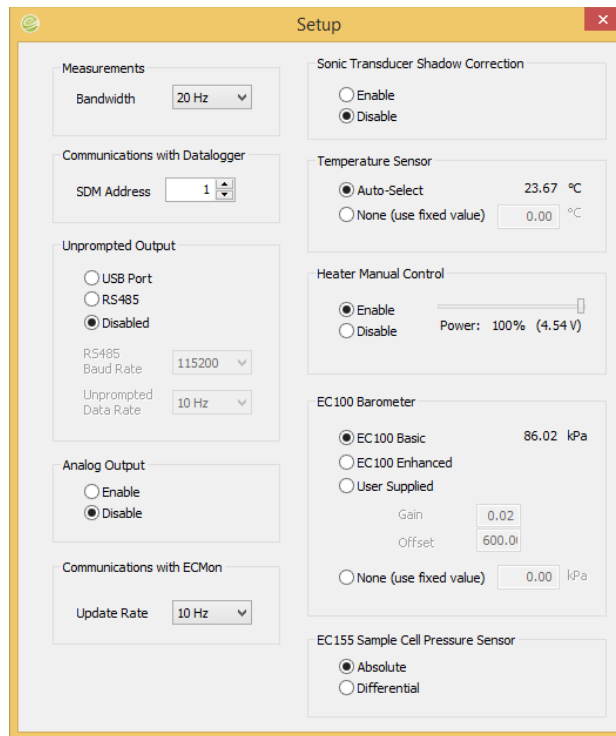 Setup
Measurements
Bandwidth 20 Hz
Communications with Datalogger
SDM Address 1
Unprompted Output
USB Port
RS485
Disabled
RS485
Baud Rate 115200
Unprompted
Data Rate 10 Hz
Analog Output
Enable
Disable
Communications with ECMon
Update Rate 10 Hz
Sonic Transducer Shadow Correction
Enable
Disable
Temperature Sensor
Auto-Select 23.67 °C
None (use fixed value) 0.00 °C
Heater Manual Control
Enable
Disable Power: 100% (4.54 V)
EC100 Barometer
EC100 Basic 86.02 kPa
EC100 Enhanced
User Supplied
Gain 0.02
Offset 600.0
None (use fixed value) 0.00 kPa
EC155 Sample Cell Pressure Sensor
Absolute
Differential